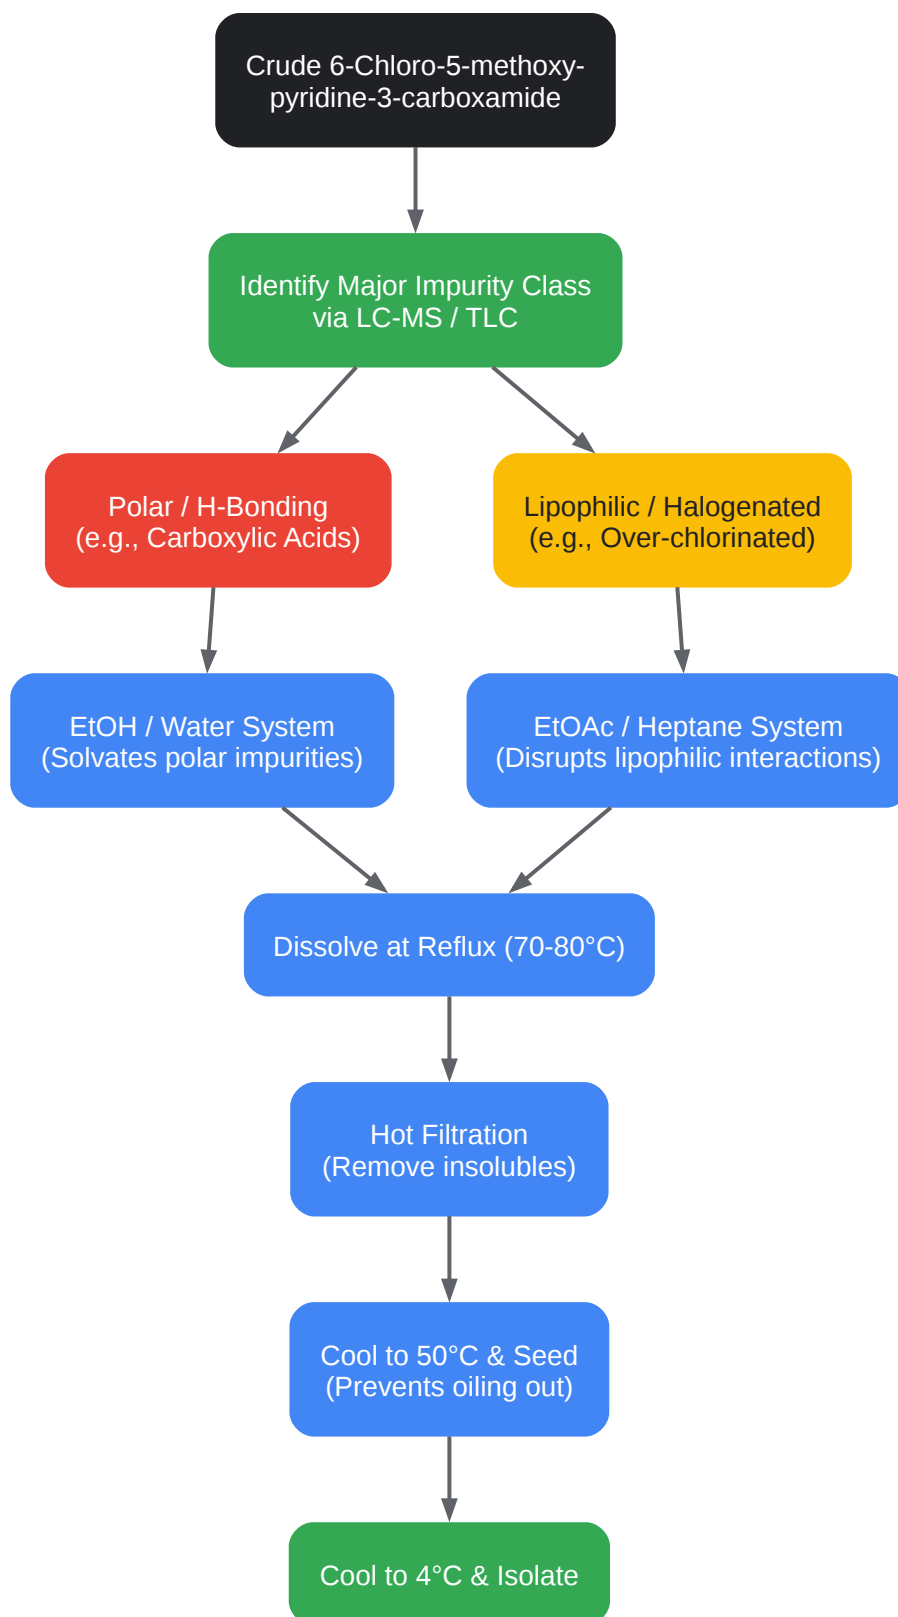 Crude 6-Chloro-5-methoxy-
pyridine-3-carboxamide
Identify Major Impurity Class
via LC-MS / TLC
Polar / H-Bonding
(e.g., Carboxylic Acids)
Lipophilic / Halogenated
(e.g., Over-chlorinated)
EtOH / Water System
(Solvates polar impurities)
EtOAc / Heptane System
(Disrupts lipophilic interactions)
Dissolve at Reflux (70-80°C)
Hot Filtration
(Remove insolubles)
Cool to 50°C & Seed
(Prevents oiling out)
Cool to 4°C & Isolate